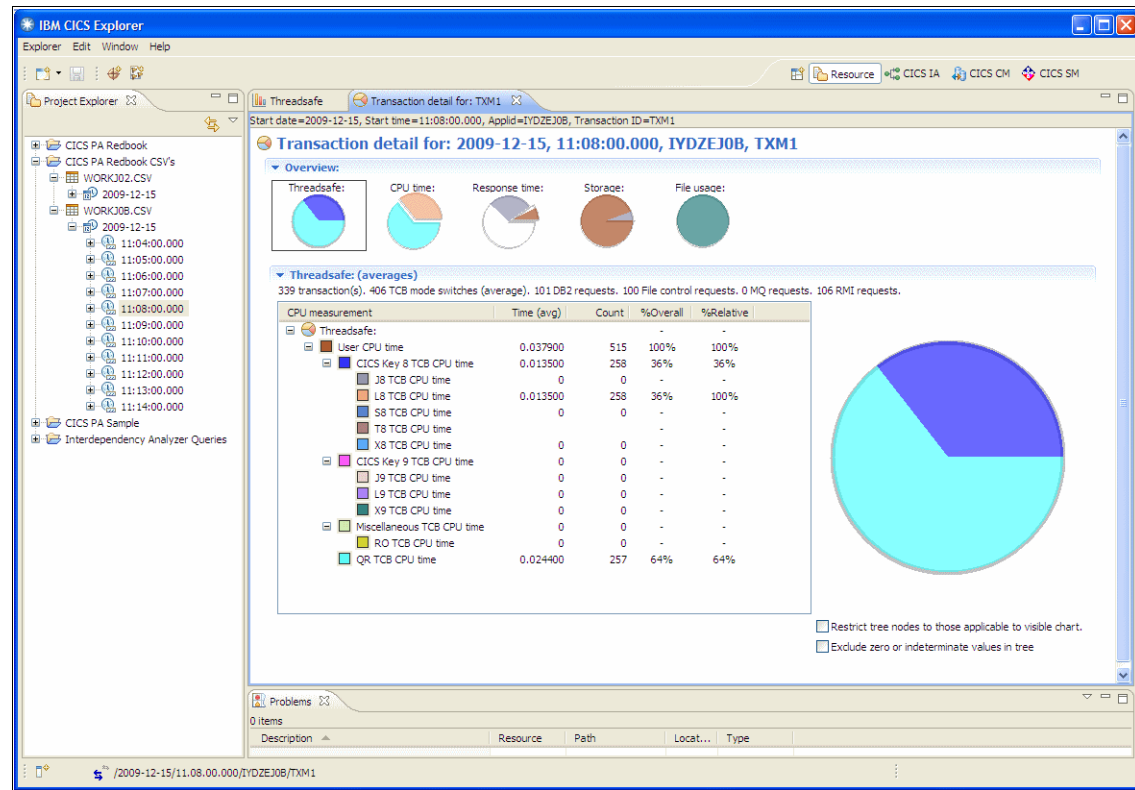 IBM CICS Explorer
Explorer Edit Window Help
Resource CICS IA CICS CM CICS SM
Project Explorer
CICS PA Redbook
CICS PA Redbook CSV's
WORKJ02.CSV
2009-12-15
WORKJ0B.CSV
2009-12-15
11:04:00.000
11:05:00.000
11:06:00.000
11:07:00.000
11:08:00.000
11:09:00.000
11:10:00.000
11:11:00.000
11:12:00.000
11:13:00.000
11:14:00.000
CICS PA Sample
Interdependency Analyzer Queries
Threadsafe Transaction detail for: TXM1
Start date=2009-12-15, Start time=11:08:00.000, Applid=IYDZEJ0B, Transaction ID=TXM1
Transaction detail for: 2009-12-15, 11:08:00.000, IYDZEJ0B, TXM1
Overview:
Threadsafe: CPU time: Response time: Storage: File usage:
Threadsafe: (averages)
339 transaction(s). 406 TCB mode switches (average). 101 DB2 requests. 100 File control requests. 0 MQ requests. 106 RMI requests.
CPU measurement Time (avg) Count %Overall %Relative
Threadsafe: - -
User CPU time 0.037900 515 100% 100%
CICS Key 8 TCB CPU time 0.013500 258 36% 36%
J8 TCB CPU time 0 0 - -
L8 TCB CPU time 0.013500 258 36% 100%
S8 TCB CPU time 0 0 - -
T8 TCB CPU time
X8 TCB CPU time 0 0 - -
CICS Key 9 TCB CPU time 0 0 - -
J9 TCB CPU time 0 0 - -
L9 TCB CPU time 0 0 - -
X9 TCB CPU time 0 0 - -
Miscellaneous TCB CPU time 0 0 - -
RO TCB CPU time 0 0 - -
QR TCB CPU time 0.024400 257 64% 64%
Restrict tree nodes to those applicable to visible chart.
Exclude zero or indeterminate values in tree
Problems
0 items
Description Resource Path Locat... Type
/2009-12-15/11.08.00.000/IYDZEJ0B/TXM1